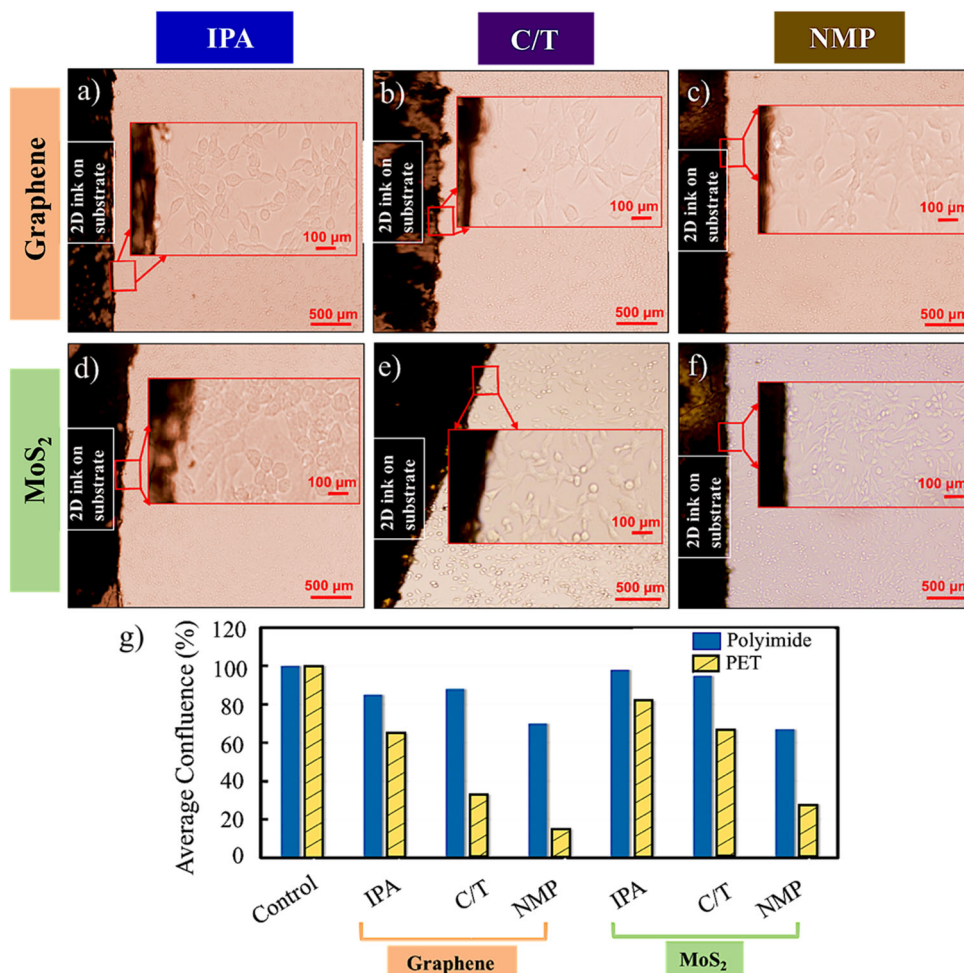 IPA
C/T
NMP
Graphene
a)
2D ink on
substrate
100 µm
500 µm
b)
2D ink on
substrate
100 µm
500 µm
c)
2D ink on
substrate
100 µm
500 µm
MoS₂
d)
2D ink on
substrate
100 µm
500 µm
e)
2D ink on
substrate
100 µm
500 µm
f)
2D ink on
substrate
100 µm
500 µm
g)
Average Confluence (%)
120
100
80
60
40
20
0
Polyimide
PET
Control
IPA
C/T
NMP
IPA
C/T
NMP
Graphene
MoS₂